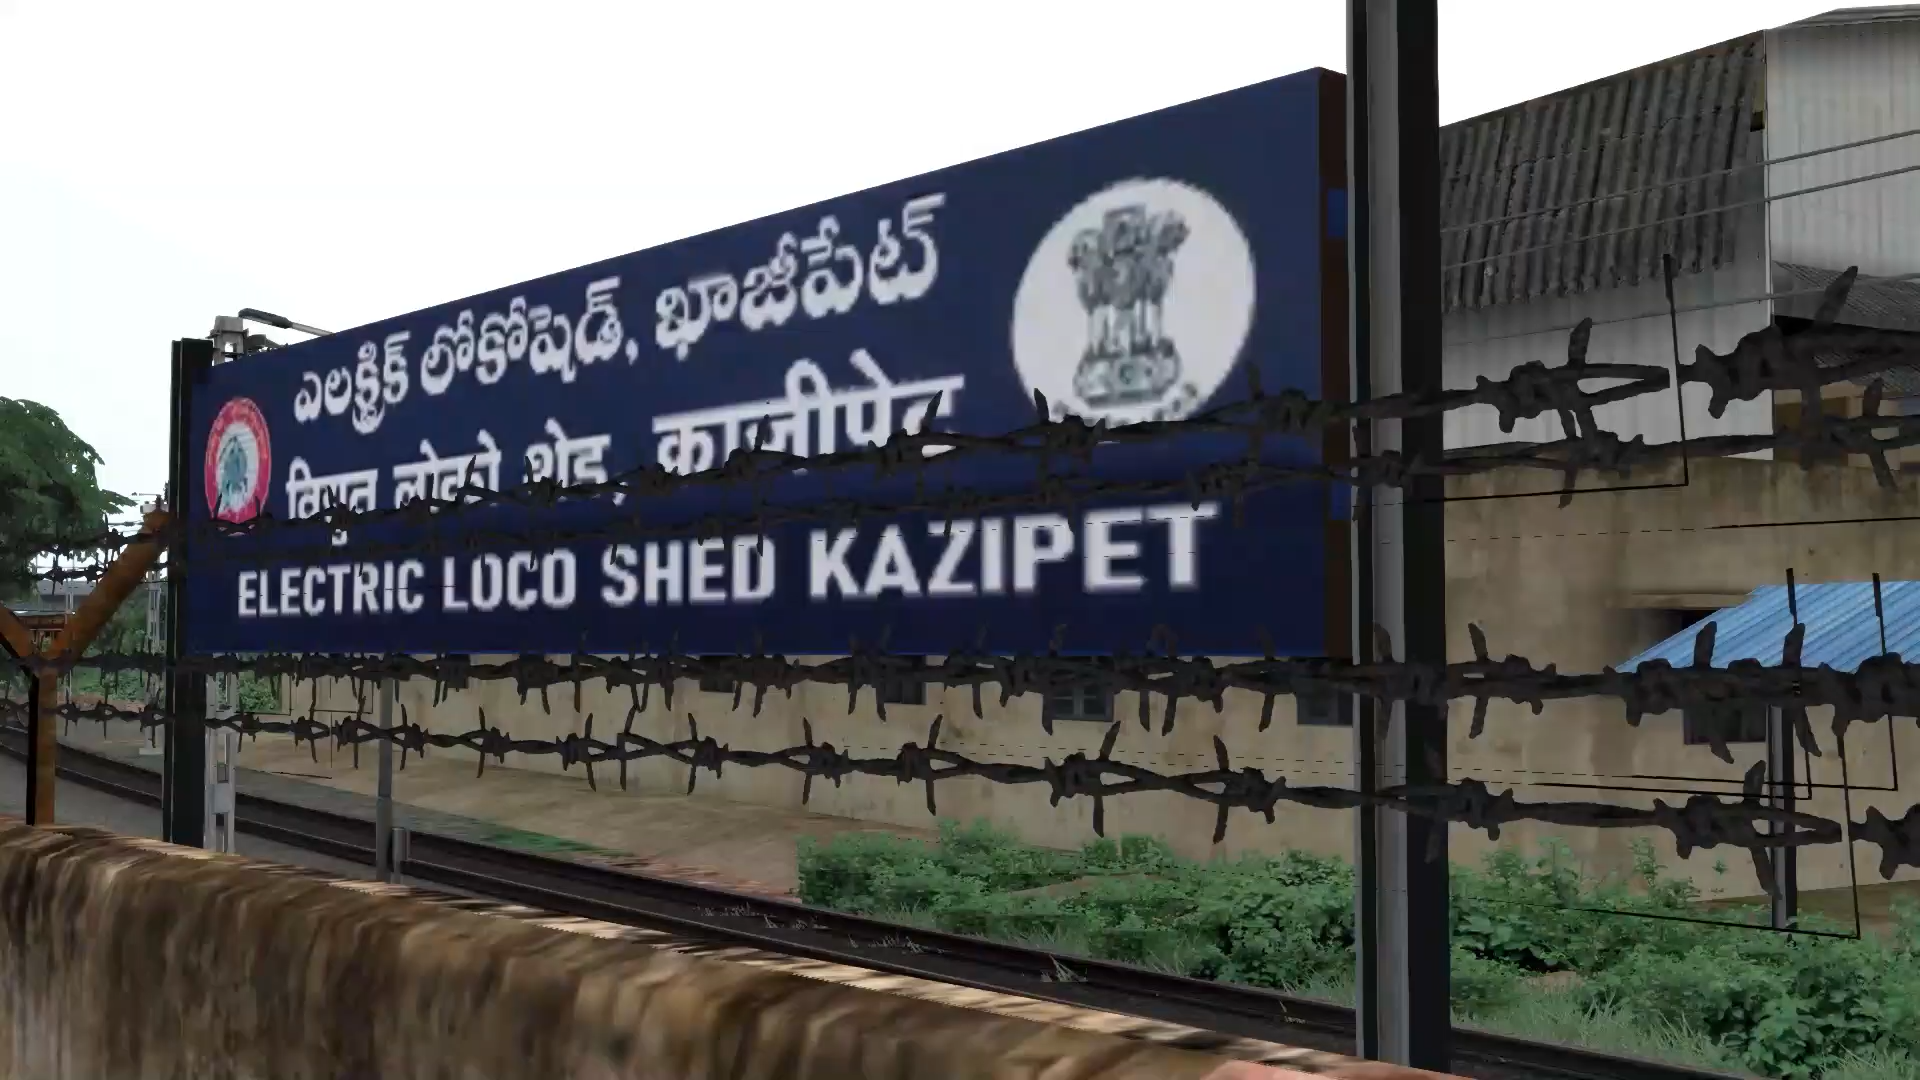 ఎలక్ట్రిక్ లోకోషెడ్, ఖాజీపేట్
विद्युत लोको शेड, काजीपेट
ELECTRIC LOCO SHED KAZIPET